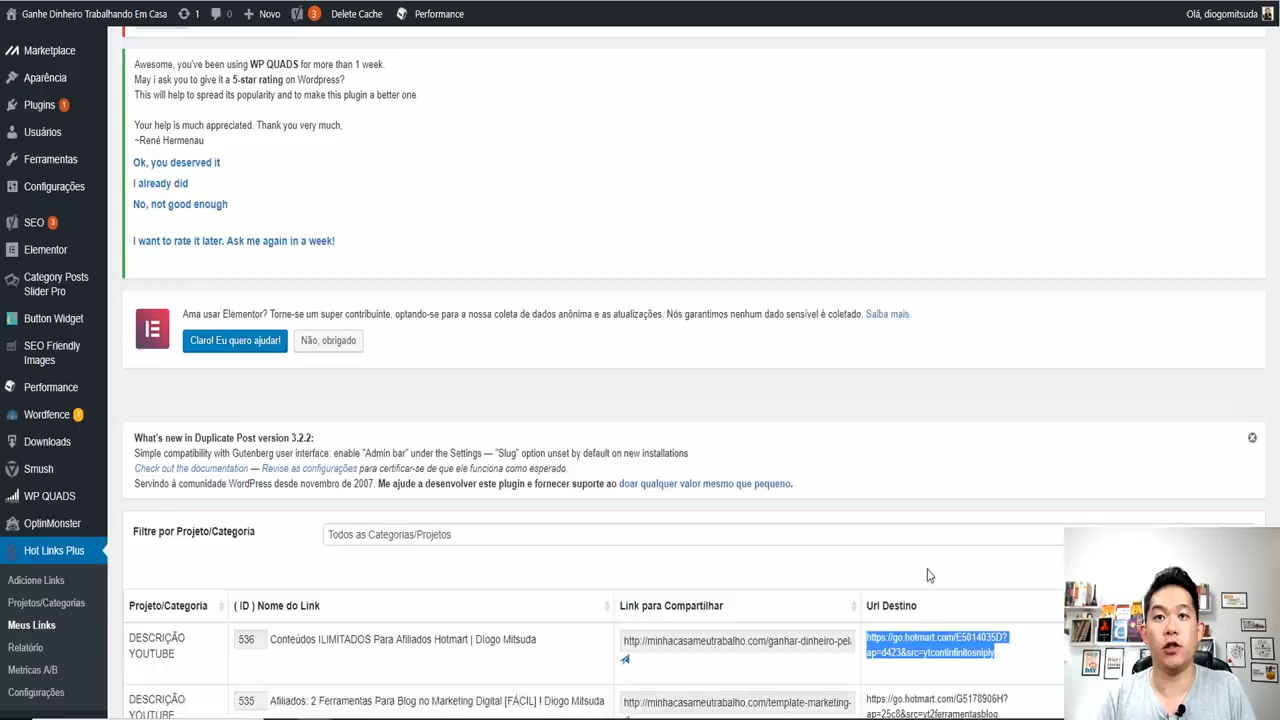 Ganhe Dinheiro Trabalhando Em Casa 1 0 Novo 3 Delete Cache Performance Olá, diogomitsuda
Marketplace
Aparência
Plugins 1
Usuários
Ferramentas
Configurações
SEO 3
Elementor
Category Posts
Slider Pro
Button Widget
SEO Friendly
Images
Performance
Wordfence
Downloads
Smush
WP QUADS
OptinMonster
Hot Links Plus
Adicione Links
Projetos/Categorias
Meus Links
Relatório
Metricas A/B
Configurações
Awesome, you've been using WP QUADS for more than 1 week.
May i ask you to give it a 5-star rating on Wordpress?
This will help to spread its popularity and to make this plugin a better one.
Your help is much appreciated. Thank you very much,
~René Hermenau
Ok, you deserved it
I already did
No, not good enough
I want to rate it later. Ask me again in a week!
Ama usar Elementor? Torne-se um super contribuinte, optando-se para a nossa coleta de dados anônima e as atualizações. Nós garantimos nenhum dado sensível é coletado. Saiba mais.
Claro! Eu quero ajudar! Não, obrigado
What's new in Duplicate Post version 3.2.2:
Simple compatibility with Gutenberg user interface: enable "Admin bar" under the Settings — "Slug" option unset by default on new installations
Check out the documentation — Revise as configurações para certificar-se de que ele funciona como esperado.
Servindo à comunidade WordPress desde novembro de 2007. Me ajude a desenvolver este plugin e fornecer suporte ao doar qualquer valor mesmo que pequeno.
Filtre por Projeto/Categoria Todos as Categorias/Projetos
Projeto/Categoria ( ID ) Nome do Link Link para Compartilhar Url Destino
DESCRIÇÃO
YOUTUBE
536 Conteúdos ILIMITADOS Para Afiliados Hotmart | DIogo Mitsuda
http://minhacasameutrabalho.com/ganhar-dinheiro-pel
https://go.hotmart.com/E5014035D?
ap=d423&src=ytcontinfinitosniply
DESCRIÇÃO
YOUTUBE
535 Afiliados: 2 Ferramentas Para Blog no Marketing Digital [FÁCIL] ! Diogo Mitsuda
http://minhacasameutrabalho.com/template-marketing-
https://go.hotmart.com/G5178906H?
ap=25c8&src=yt2ferramentasblog